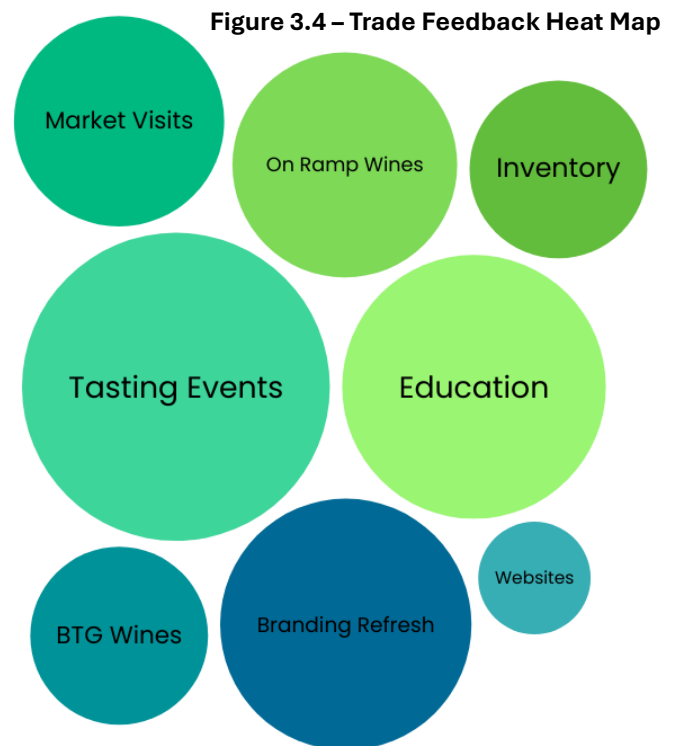 Figure 3.4 – Trade Feedback Heat Map
Market Visits
On Ramp Wines
Inventory
Tasting Events
Education
BTG Wines
Branding Refresh
Websites